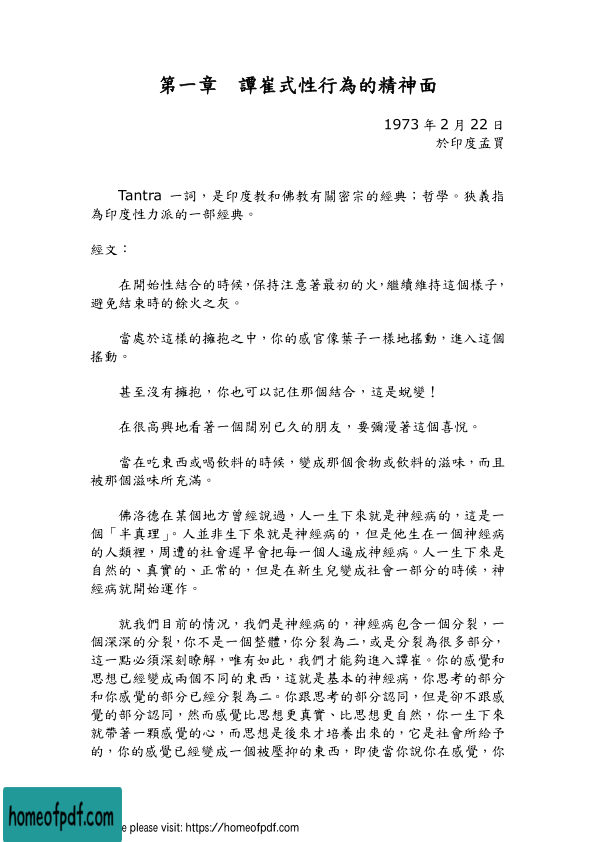 第一章　譚崔式性行為的精神面
1973 年 2 月 22 日
於印度孟買
Tantra 一詞，是印度教和佛教有關密宗的經典；哲學。狹義指
為印度性力派的一部經典。
經文：
在開始性結合的時候，保持注意著最初的火，繼續維持這個樣子，
避免結束時的餘火之灰。
當處於這樣的擁抱之中，你的感官像葉子一樣地搖動，進入這個
搖動。
甚至沒有擁抱，你也可以記住那個結合，這是蛻變！
在很高興地看著一個闊別已久的朋友，要彌漫著這個喜悅。
當在吃東西或喝飲料的時候，變成那個食物或飲料的滋味，而且
被那個滋味所充滿。
佛洛德在某個地方曾經說過，人一生下來就是神經病的，這是一
個「半真理」。人並非生下來就是神經病的，但是他生在一個神經病
的人類裡，周遭的社會遲早會把每一個人逼成神經病。人一生下來是
自然的、真實的、正常的，但是在新生兒變成社會一部分的時候，神
經病就開始運作。
就我們目前的情況，我們是神經病的，神經病包含一個分裂，一
個深深的分裂，你不是一個整體，你分裂為二，或是分裂為很多部分，
這一點必須深刻瞭解，唯有如此，我們才能夠進入譚崔。你的感覺和
思想已經變成兩個不同的東西，這就是基本的神經病，你思考的部分
和你感覺的部分已經分裂為二。你跟思考的部分認同，但是卻不跟感
覺的部分認同，然而感覺比思想更真實、比思想更自然，你一生下來
就帶著一顆感覺的心，而思想是後來才培養出來的，它是社會所給予
的，你的感覺已經變成一個被壓抑的東西，即使當你說你在感覺，你
homeofpdf.com
e please visit: https://homeofpdf.com